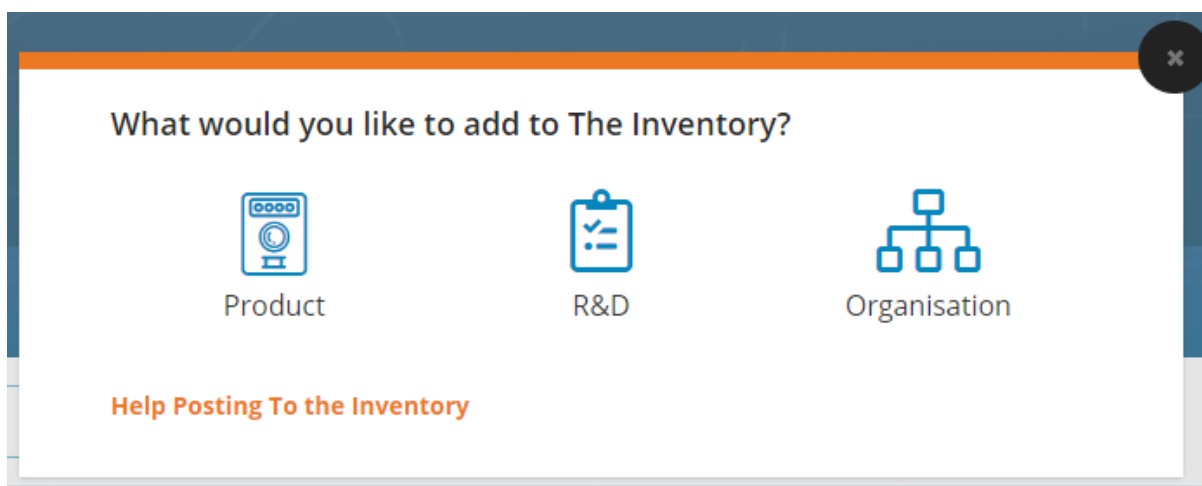 What would you like to add to The Inventory?
Product
R&D
Organisation
Help Posting To the Inventory